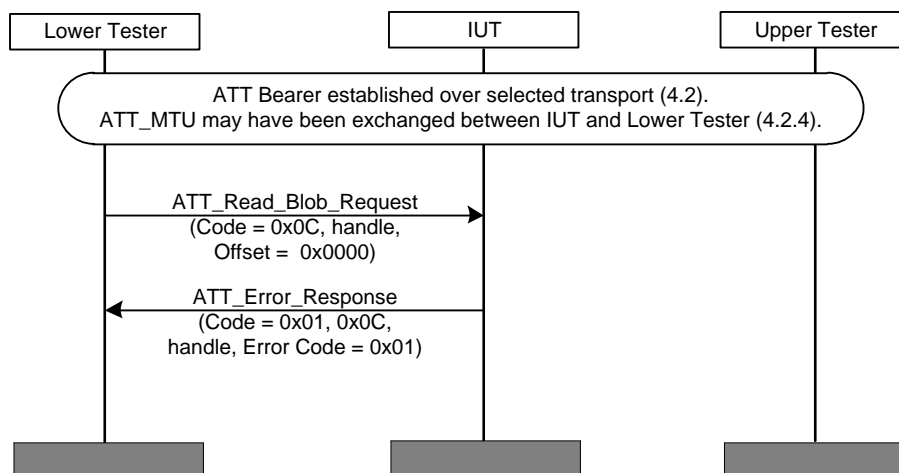 Lower Tester
IUT
Upper Tester
ATT Bearer established over selected transport (4.2).
ATT_MTU may have been exchanged between IUT and Lower Tester (4.2.4).
ATT_Read_Blob_Request
(Code = 0x0C, handle,
Offset =  0x0000)
ATT_Error_Response
(Code = 0x01, 0x0C,
handle, Error Code = 0x01)